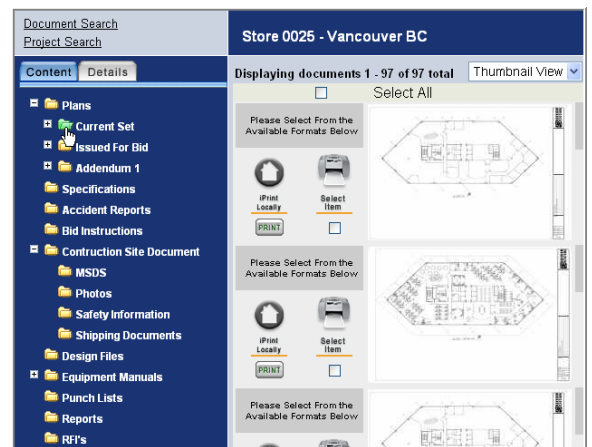 Document Search
Project Search
Store 0025 - Vancouver BC
Content
Details
Displaying documents 1 - 97 of 97 total
Thumbnail View
Select All
Plans
Current Set
Issued For Bid
Addendum 1
Specifications
Accident Reports
Bid Instructions
Contruction Site Document
MSDS
Photos
Safety Information
Shipping Documents
Design Files
Equipment Manuals
Punch Lists
Reports
RFI's
Please Select From the
Available Formats Below
iPrint
Locally
Select
Item
PRINT
Please Select From the
Available Formats Below
iPrint
Locally
Select
Item
PRINT
Please Select From the
Available Formats Below